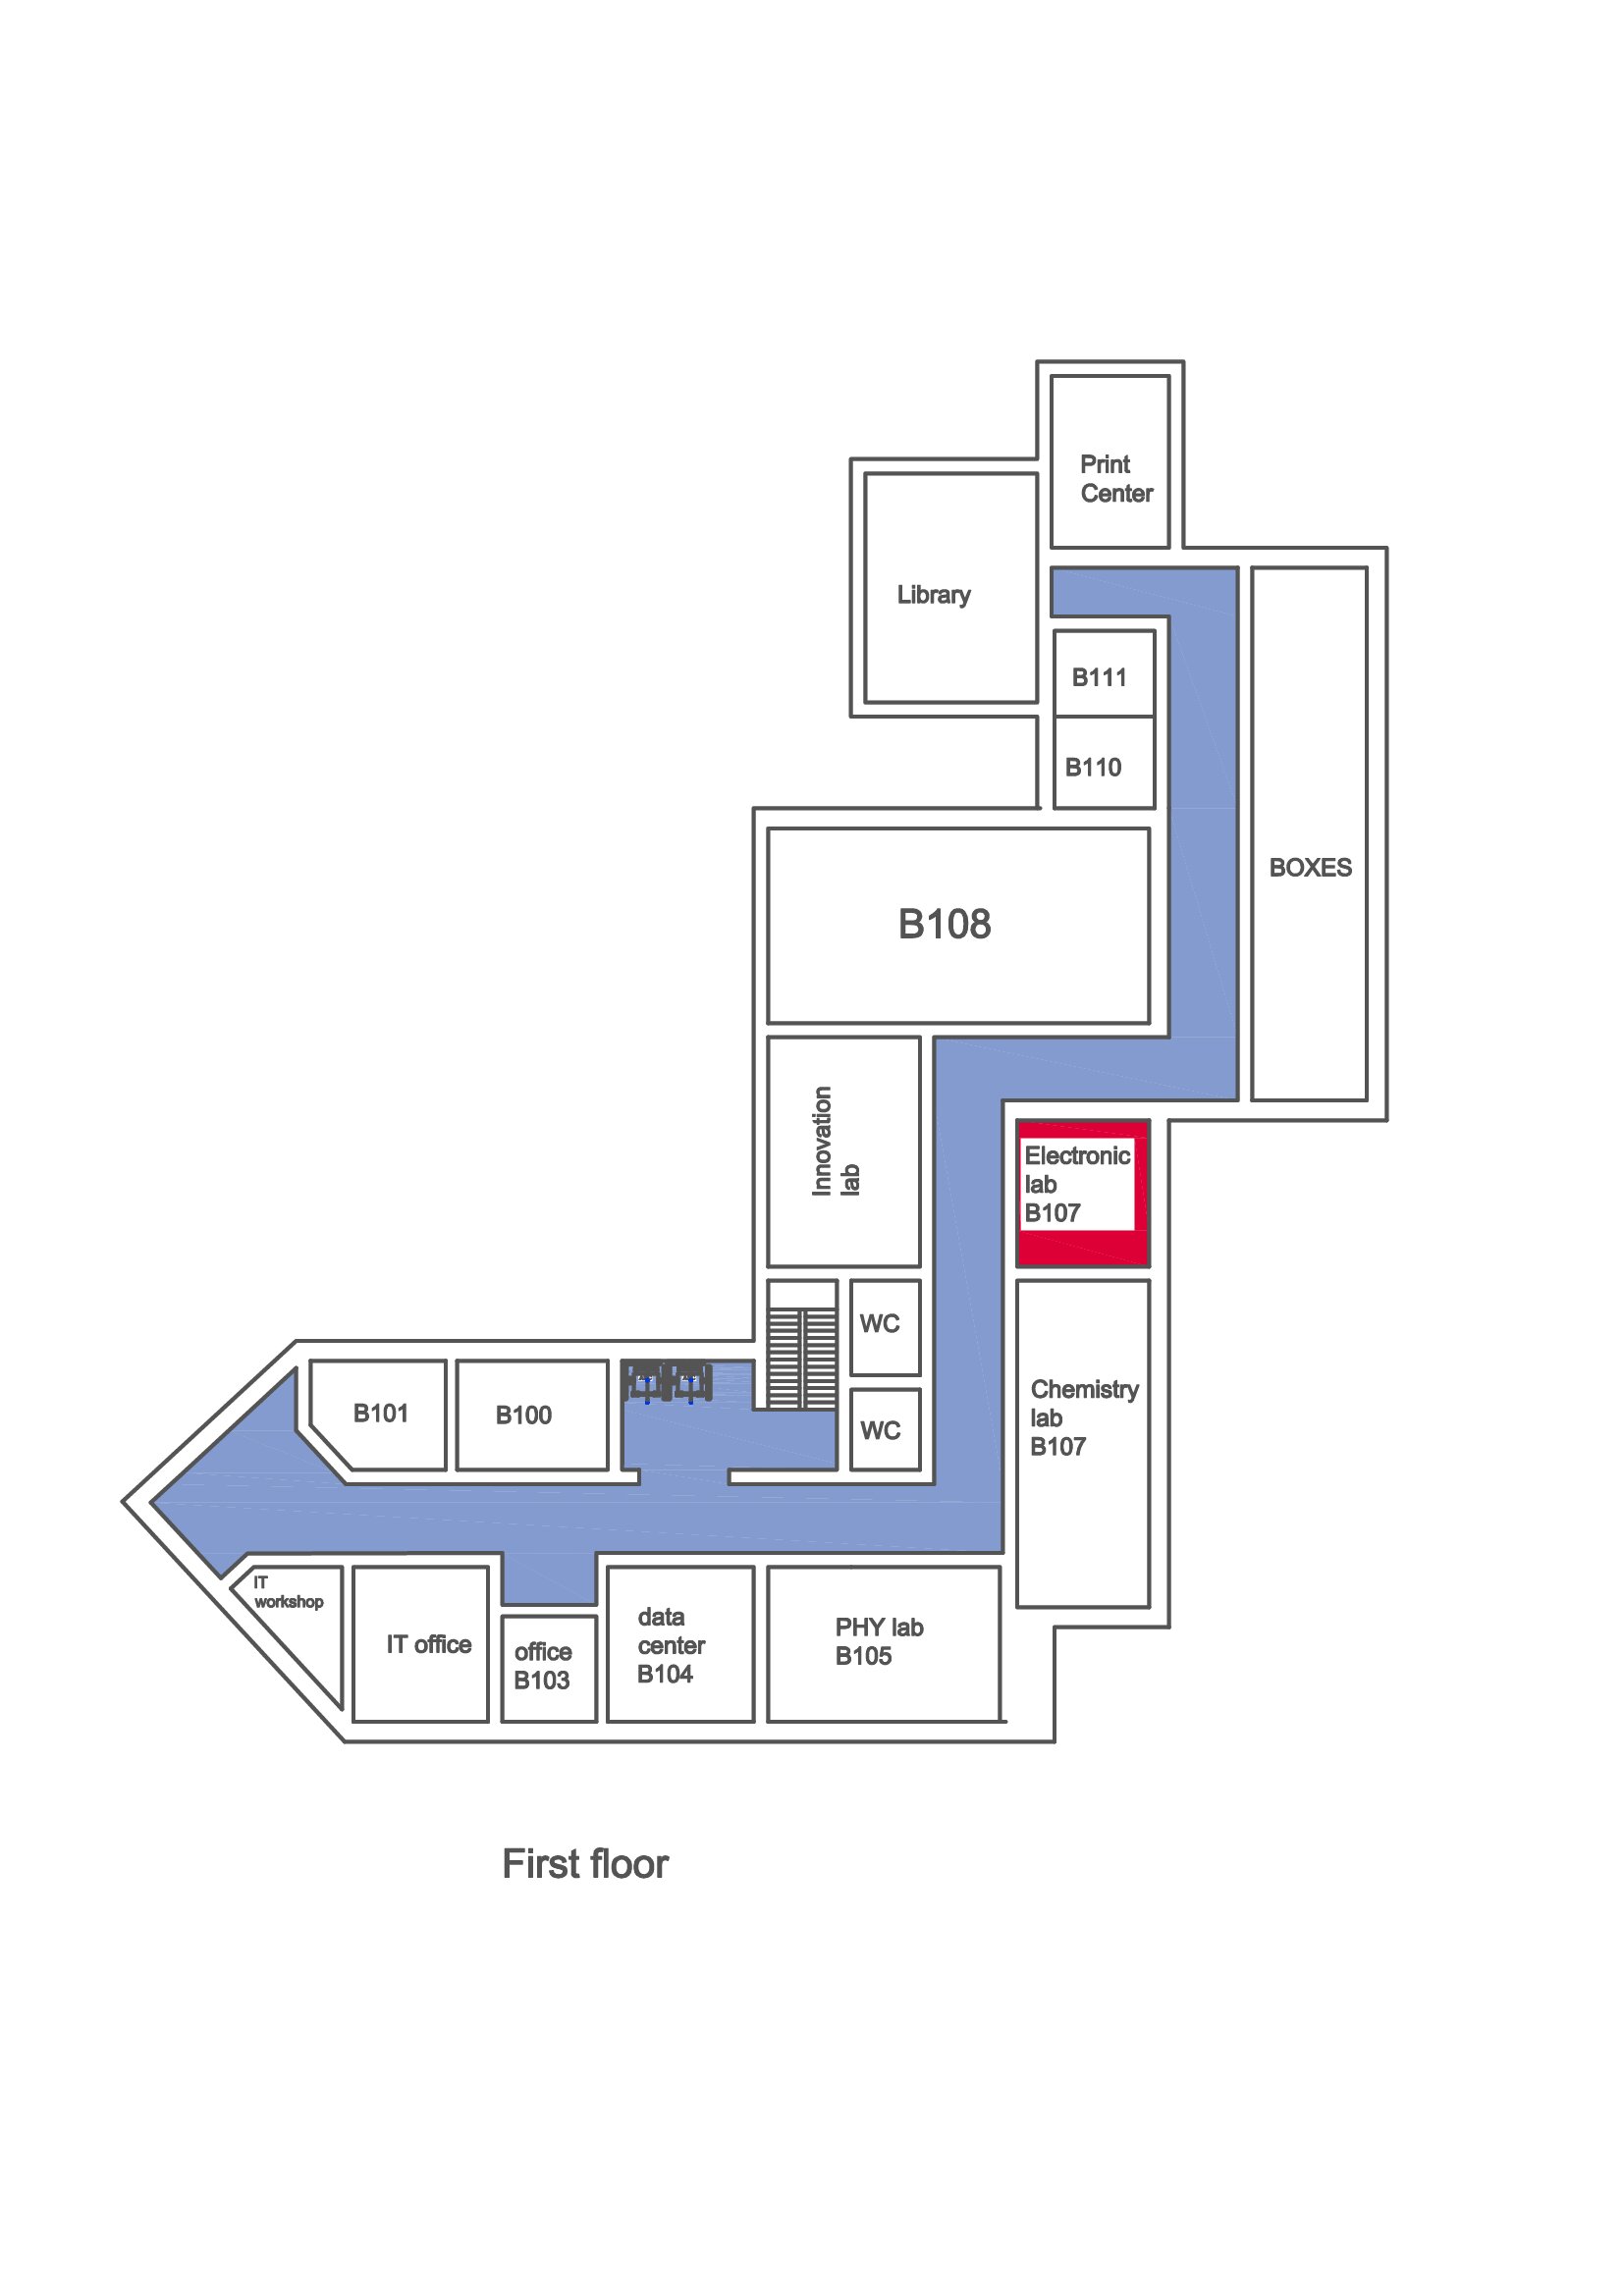 Print
Center
Library
B111
B110
BOXES
B108
Innovation
lab
Electronic
lab
B107
WC
Chemistry
lab
B107
B101
B100
WC
IT
workshop
IT office
office
B103
data
center
B104
PHY lab
B105
First floor